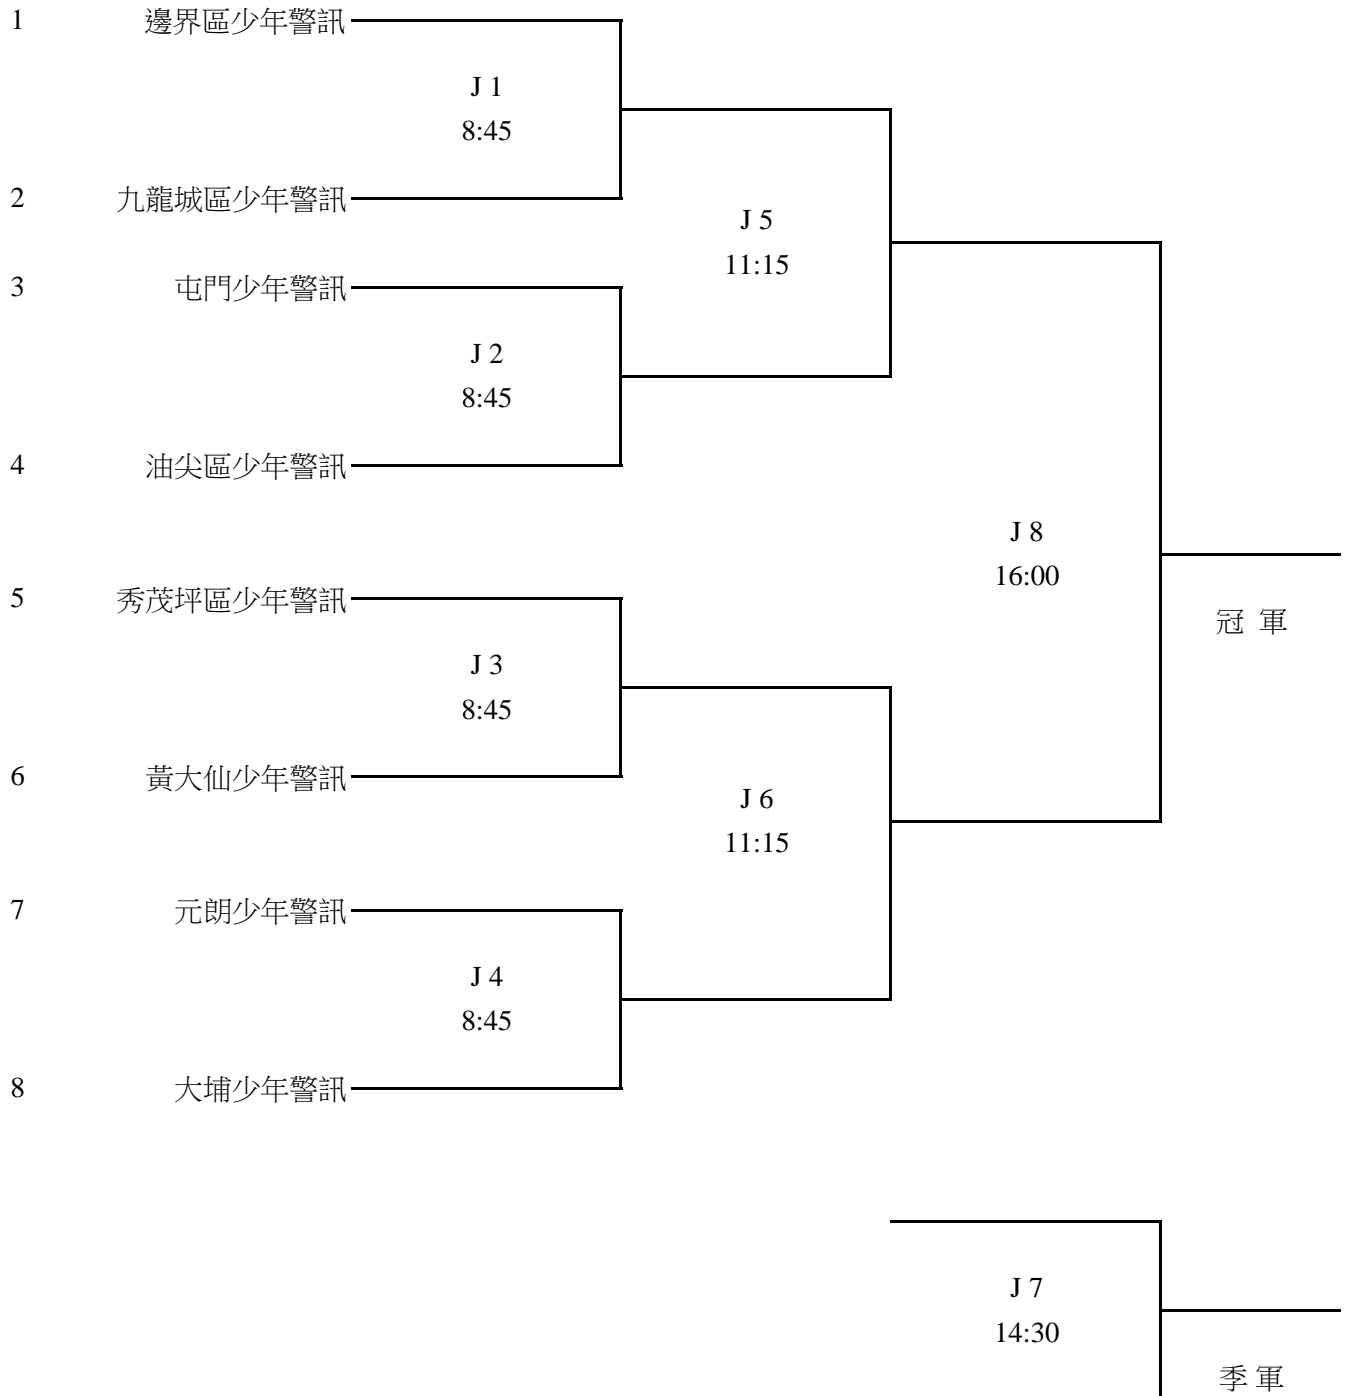 1 邊界區少年警訊
J 1
8:45
2 九龍城區少年警訊
J 5
11:15
3 屯門少年警訊
J 2
8:45
4 油尖區少年警訊
J 8
16:00
冠 軍
5 秀茂坪區少年警訊
J 3
8:45
6 黃大仙少年警訊
J 6
11:15
7 元朗少年警訊
J 4
8:45
8 大埔少年警訊
J 7
14:30
季 軍